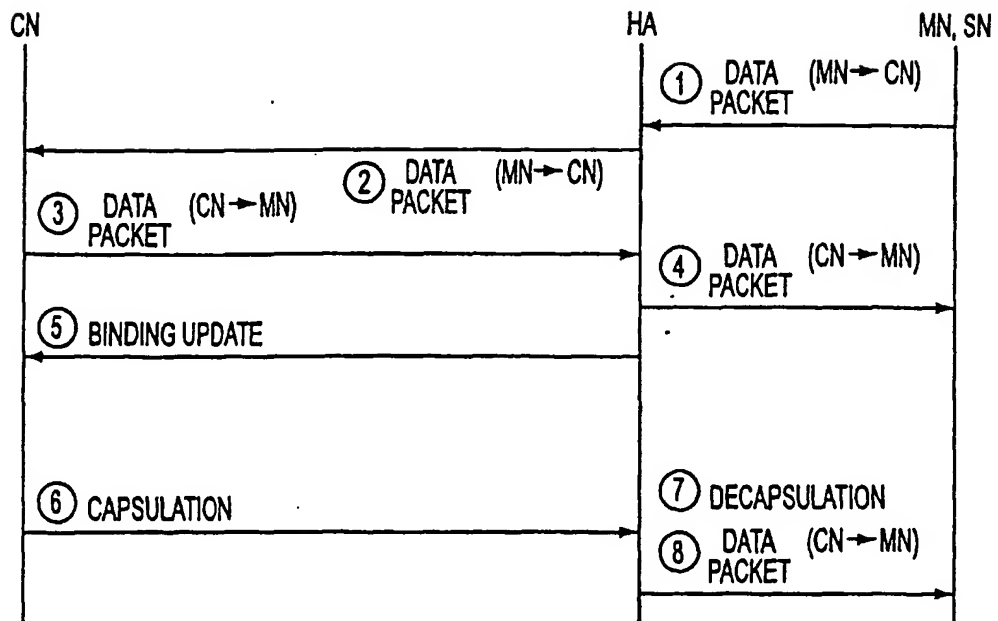 CN HA MN, SN
① DATA (MN→CN)
PACKET
② DATA (MN→CN)
PACKET
③ DATA (CN→MN)
PACKET
④ DATA (CN→MN)
PACKET
⑤ BINDING UPDATE
⑥ CAPSULATION
⑦ DECAPSULATION
⑧ DATA (CN→MN)
PACKET